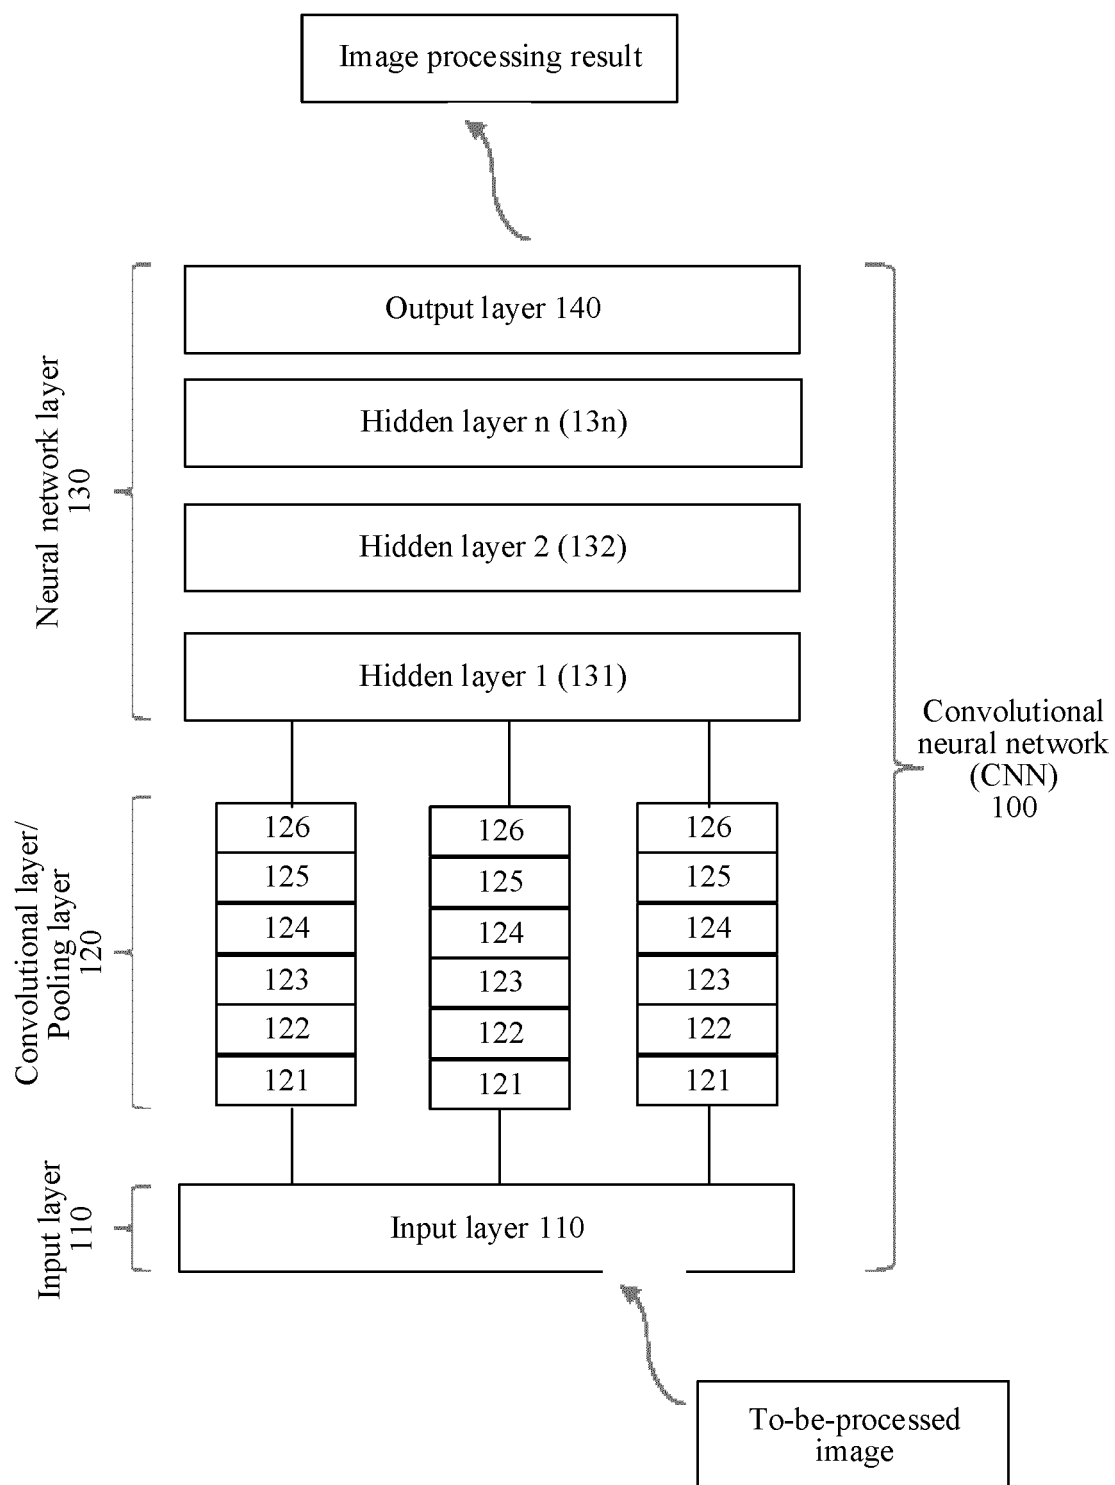 Image processing result
Output layer 140
Hidden layer n (13n)
Hidden layer 2 (132)
Hidden layer 1 (131)
Neural network layer
130
126
125
124
123
122
121
126
125
124
123
122
121
126
125
124
123
122
121
Convolutional layer/
Pooling layer
120
Input layer 110
Input layer
110
Convolutional
neural network
(CNN)
100
To-be-processed
image